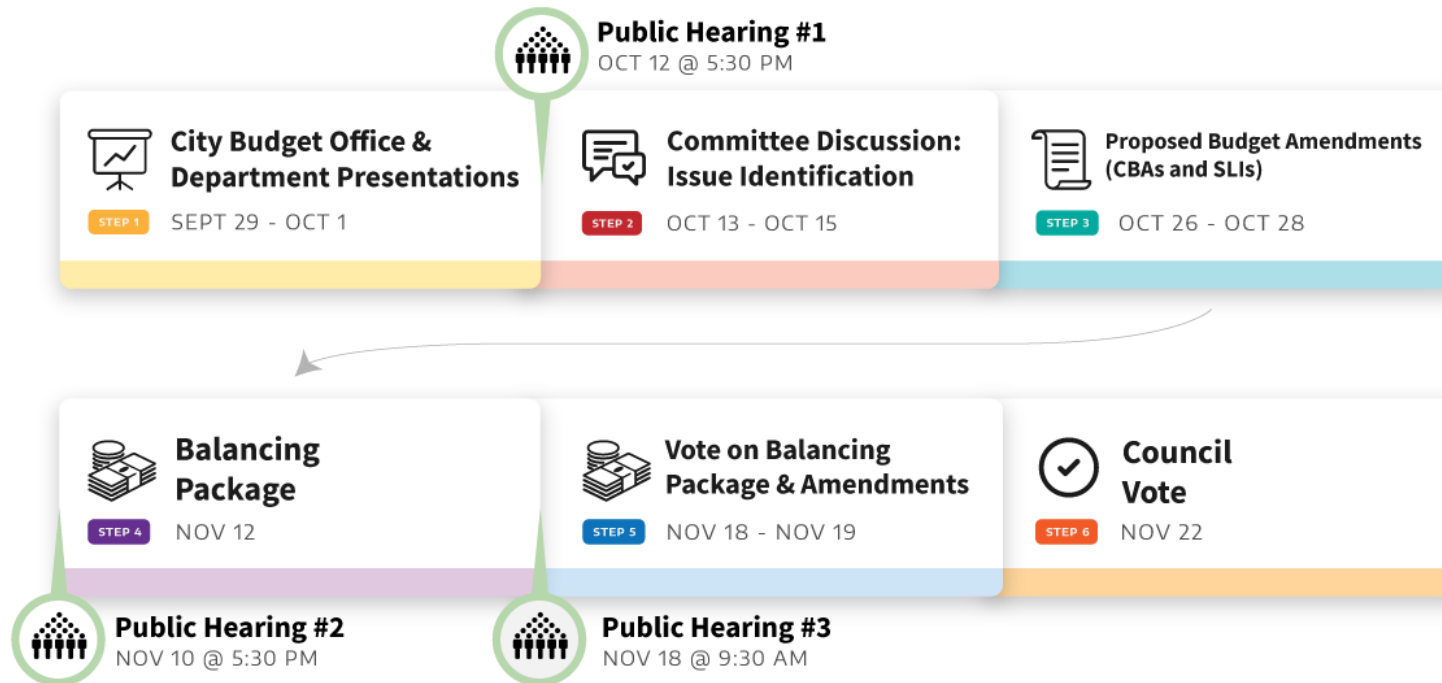 Public Hearing #1
OCT 12 @ 5:30 PM
City Budget Office &
Department Presentations
STEP 1
SEPT 29 - OCT 1
Committee Discussion:
Issue Identification
STEP 2
OCT 13 - OCT 15
Proposed Budget Amendments
(CBAs and SLIs)
STEP 3
OCT 26 - OCT 28
Balancing
Package
STEP 4
NOV 12
Vote on Balancing
Package & Amendments
STEP 5
NOV 18 - NOV 19
Council
Vote
STEP 6
NOV 22
Public Hearing #2
NOV 10 @ 5:30 PM
Public Hearing #3
NOV 18 @ 9:30 AM